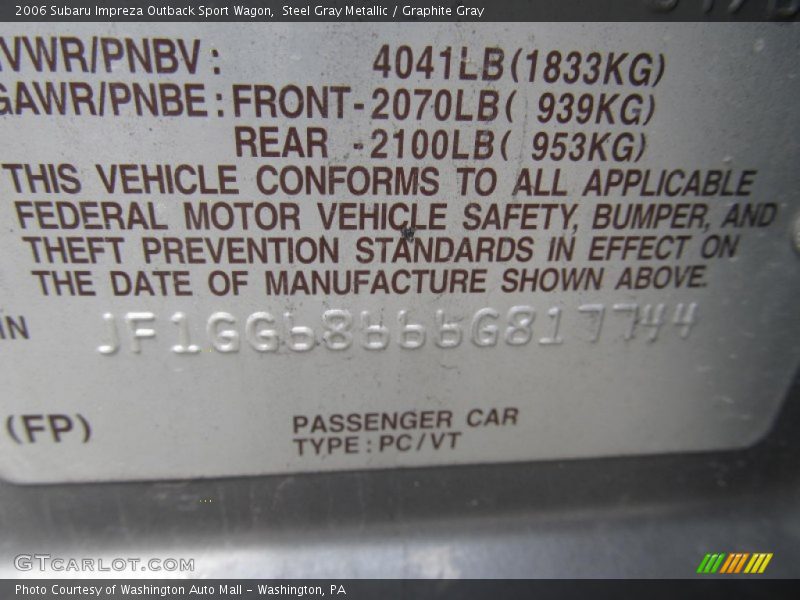 2006 Subaru Impreza Outback Sport Wagon, Steel Gray Metallic / Graphite Gray
VWR/PNBV: 4041LB(1833KG)
GAWR/PNBE: FRONT-2070LB( 939KG)
REAR -2100LB( 953KG)
THIS VEHICLE CONFORMS TO ALL APPLICABLE
FEDERAL MOTOR VEHICLE SAFETY, BUMPER, AND
THEFT PREVENTION STANDARDS IN EFFECT ON
THE DATE OF MANUFACTURE SHOWN ABOVE.
IN JF1GG68666G817744
(FP) PASSENGER CAR
TYPE: PC/VT
GTCARLOT.COM
Photo Courtesy of Washington Auto Mall - Washington, PA